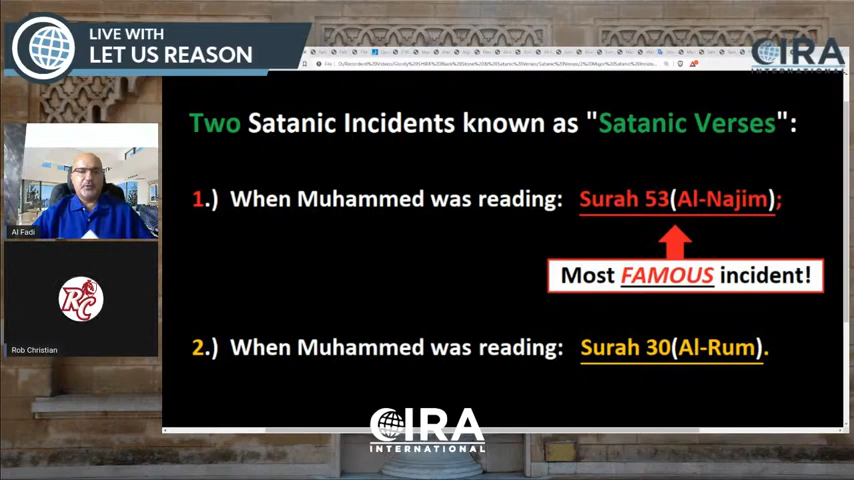 LIVE WITH
LET US REASON
CIRA
INTERNATIONAL
Two Satanic Incidents known as "Satanic Verses":
1.) When Muhammed was reading: Surah 53(Al-Najim);
Most FAMOUS incident!
2.) When Muhammed was reading: Surah 30(Al-Rum).
Al Fadi
RC
Rob Christian
CIRA
INTERNATIONAL